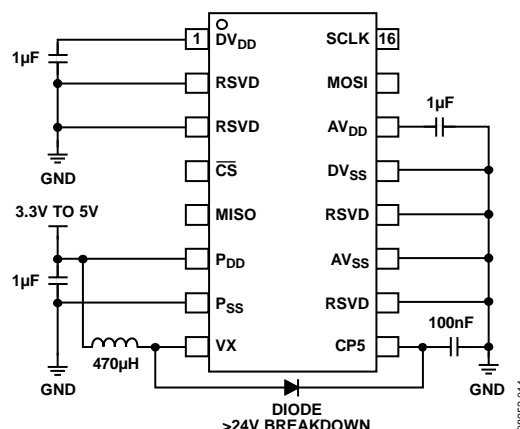 1 DVDD SCLK 16
1µF
RSVD MOSI
1µF
RSVD AVDD
GND
CS DVSS
3.3V TO 5V
MISO RSVD
PDD AVSS
1µF
PSS RSVD
100nF
VX CP5
470µH
GND
GND
DIODE
>24V BREAKDOWN